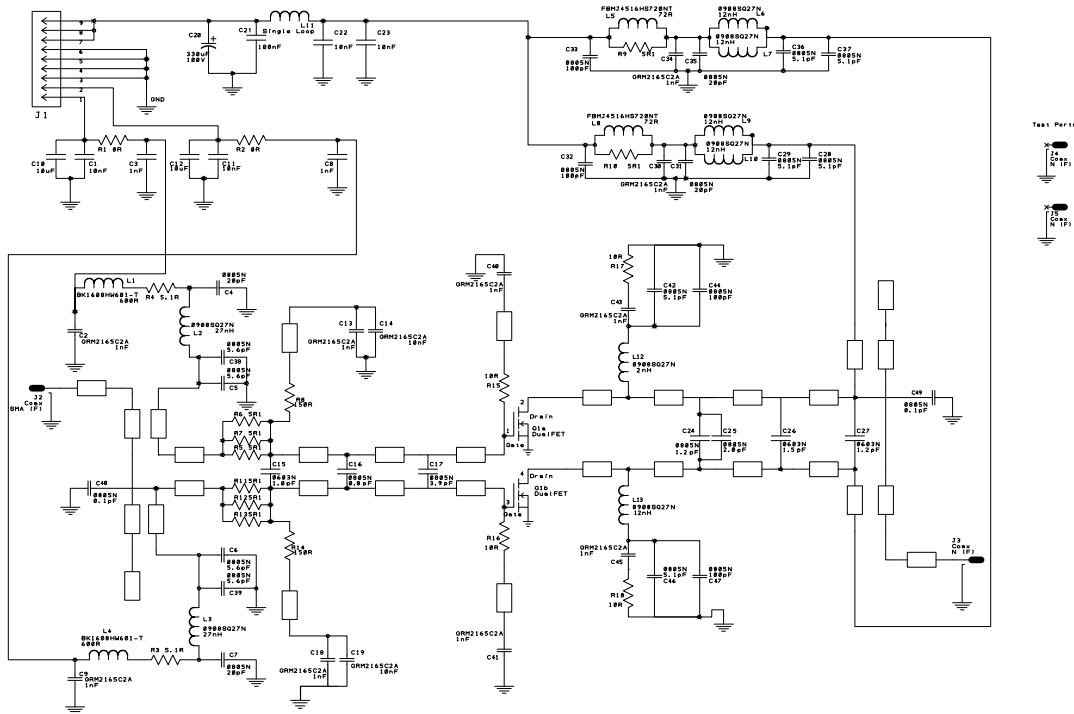 9
8
7
6
5
4
3
2
1
J1
GND
C20
330uF
100V
C21
100nF
L11
Single Loop
C22
10nF
C23
10nF
FBMJ4516HS720NT
L5 72R
R9 5R1
C33
0805N
100pF
C34
GRM2165C2A
1nF
C35
0805N
20pF
0908SQ27N
12nH L6
0908SQ27N
12nH
L7
C36
0805N
5.1pF
C37
0805N
5.1pF
FBMJ4516HS720NT
L8 72R
R10 5R1
C32
0805N
100pF
C30
GRM2165C2A
1nF
C31
0805N
20pF
0908SQ27N
12nH L9
0908SQ27N
12nH
L10
C29
0805N
5.1pF
C28
0805N
5.1pF
Test Port
J4
Coax
N (F)
J5
Coax
N (F)
R1 0R
C10
10uF
C1
10nF
C3
1nF
R2 0R
C12
10uF
C11
10nF
C8
1nF
L1
BK1608HW601-T
600R
R4 5.1R
0805N
20pF
C4
C2
GRM2165C2A
1nF
0908SQ27N
27nH
L2
0805N
5.6pF
C38
0805N
5.6pF
C5
C13
GRM2165C2A
1nF
C14
GRM2165C2A
10nF
R8
150R
J2
Coax
SMA (F)
R6 5R1
R7 5R1
R5 5R1
C15
0603N
1.0pF
C16
0805N
0.8pF
C17
0805N
3.9pF
C40
GRM2165C2A
1nF
10R
R15
2
Drain
1
Gate
Q1a
DualFET
4
Drain
3
Gate
Q1b
DualFET
10R
R17
C43
GRM2165C2A
1nF
C42
0805N
5.1pF
C44
0805N
100pF
L12
0908SQ27N
2nH
C24
0805N
1.2pF
C25
0805N
2.0pF
C26
0603N
1.5pF
C27
0603N
1.2pF
C49
0805N
0.1pF
C48
0805N
0.1pF
R11 5R1
R12 5R1
R13 5R1
R14
150R
R16
10R
L13
0908SQ27N
12nH
GRM2165C2A
1nF
C45
R18
10R
0805N
5.1pF
C46
0805N
100pF
C47
J3
Coax
N (F)
C6
0805N
5.6pF
0805N
5.6pF
C39
L3
0908SQ27N
27nH
L4
BK1608HW601-T
600R
R3 5.1R
C7
0805N
20pF
C9
GRM2165C2A
1nF
C18
GRM2165C2A
1nF
C19
GRM2165C2A
10nF
GRM2165C2A
1nF
C41